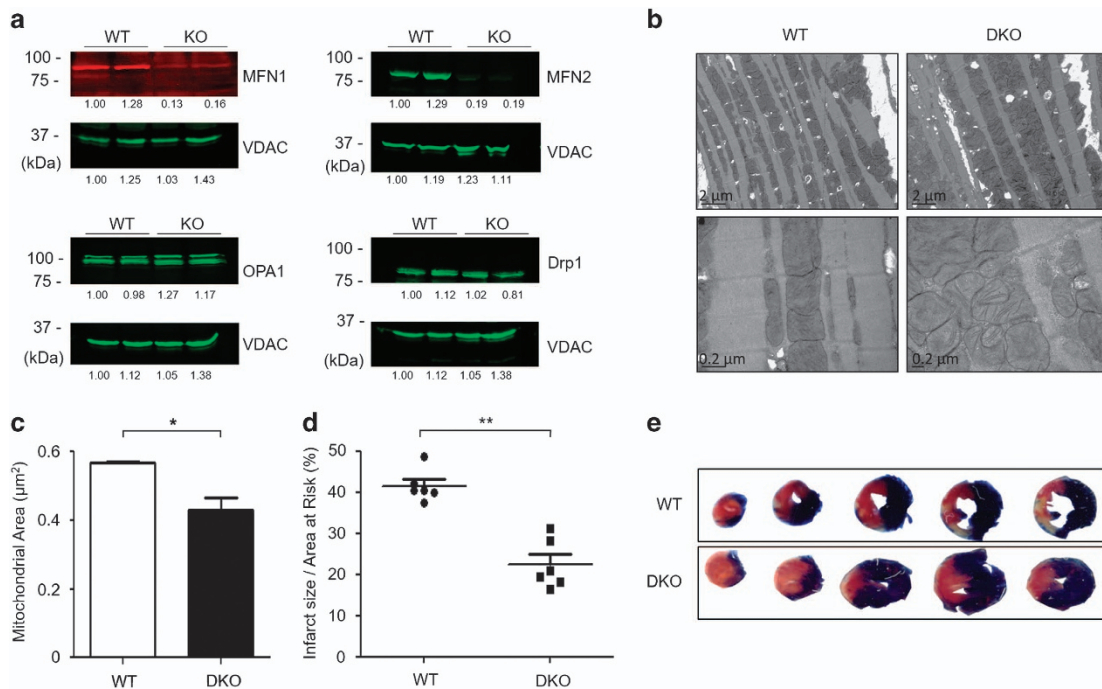 a
WT KO
100 -
75 -
MFN1
1.00 1.28 0.13 0.16
37 -
(kDa)
VDAC
1.00 1.25 1.03 1.43
WT KO
100 -
75 -
MFN2
1.00 1.29 0.19 0.19
37 -
(kDa)
VDAC
1.00 1.19 1.23 1.11
WT KO
100 -
75 -
OPA1
1.00 0.98 1.27 1.17
37 -
(kDa)
VDAC
1.00 1.12 1.05 1.38
WT KO
100 -
75 -
Drp1
1.00 1.12 1.02 0.81
37 -
(kDa)
VDAC
1.00 1.12 1.05 1.38
b
WT DKO
2 µm 2 µm
0.2 µm 0.2 µm
c
*
Mitochondrial Area (µm²)
0.6
0.4
0.2
0
WT DKO
d
**
Infarct size / Area at Risk (%)
50
40
30
20
10
0
WT DKO
e
WT
DKO